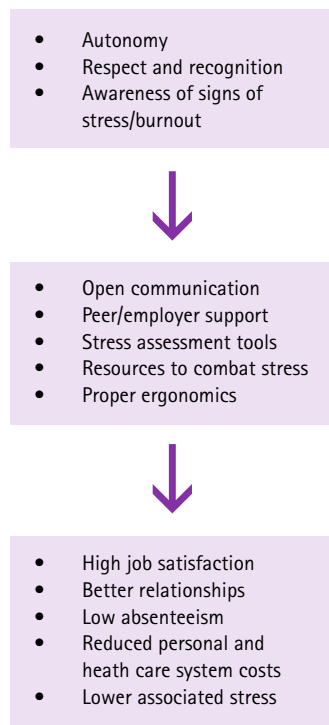 • Autonomy
• Respect and recognition
• Awareness of signs of
stress/burnout
• Open communication
• Peer/employer support
• Stress assessment tools
• Resources to combat stress
• Proper ergonomics
• High job satisfaction
• Better relationships
• Low absenteeism
• Reduced personal and
heath care system costs
• Lower associated stress